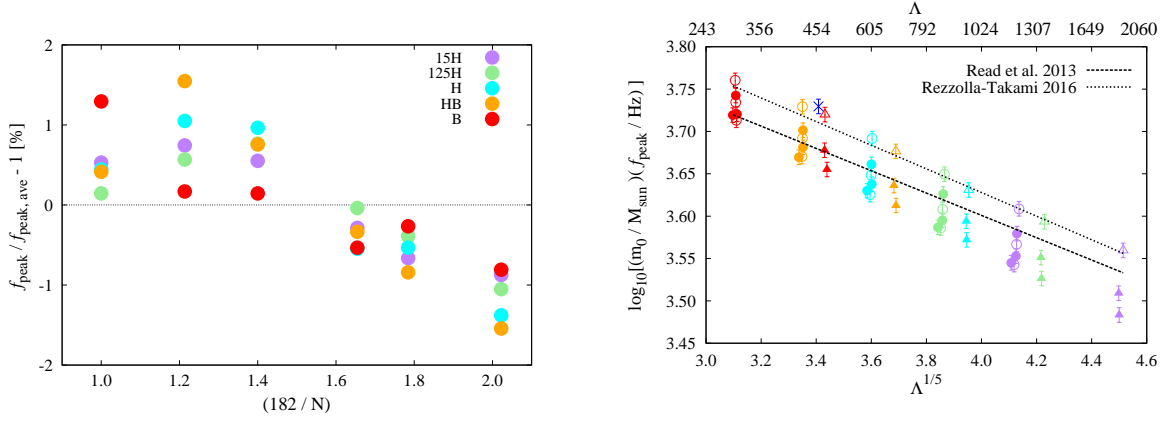 f_peak / f_peak, ave - 1 [%]
2
1
0
-1
-2
15H
125H
H
HB
B
1.0 1.2 1.4 1.6 1.8 2.0
(182 / N)
Λ
243 356 454 605 792 1024 1307 1649 2060
log10[(m0 / Msun)(fpeak / Hz) ]
3.80
3.75
3.70
3.65
3.60
3.55
3.50
3.45
Read et al. 2013
Rezzolla-Takami 2016
3.0 3.2 3.4 3.6 3.8 4.0 4.2 4.4 4.6
Λ^1/5